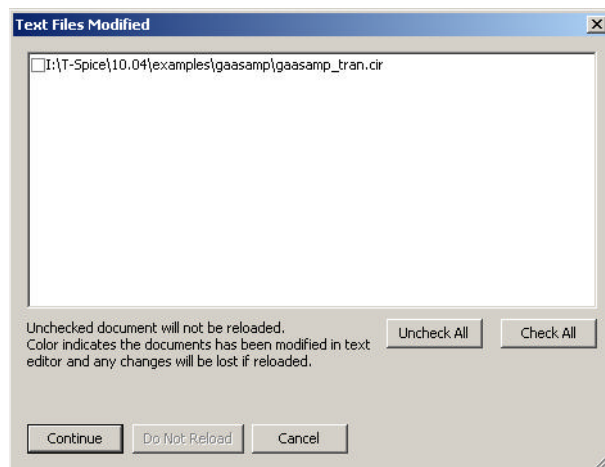 Text Files Modified
I:\T-Spice\10.04\examples\gaasamp\gaasamp_tran.cir
Unchecked document will not be reloaded.
Color indicates the documents has been modified in text
editor and any changes will be lost if reloaded.
Uncheck All
Check All
Continue
Do Not Reload
Cancel